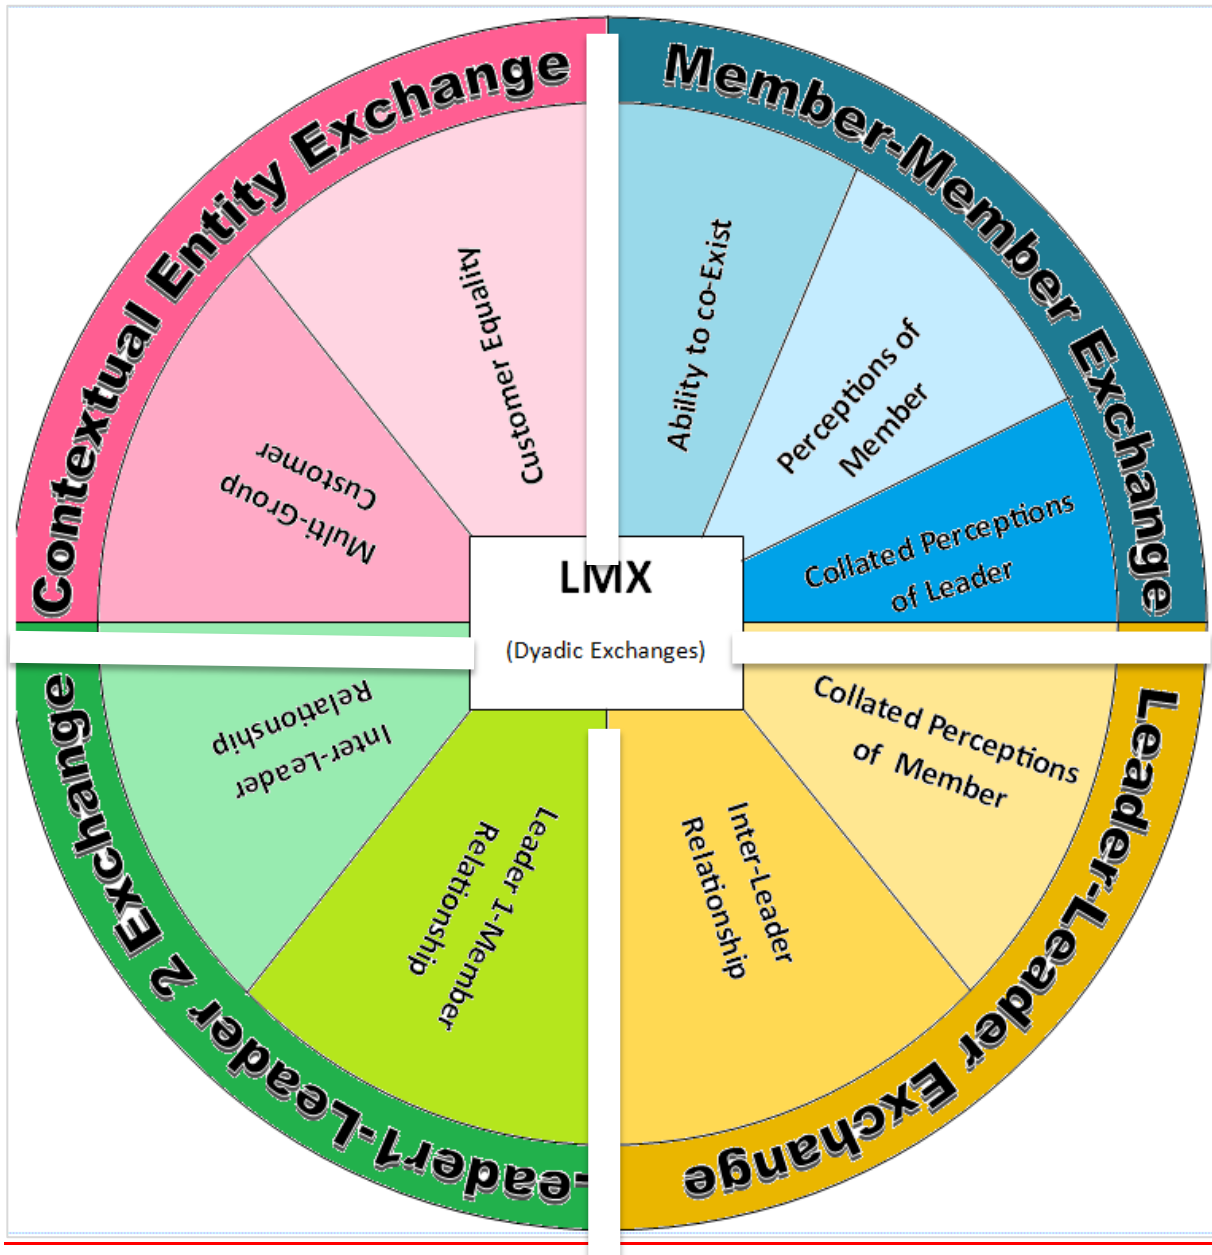 Contextual Entity Exchange
Member-Member Exchange
Customer Equality
Multi-Group
Customer
Ability to co-Exist
Perceptions of
Member
Collated Perceptions
of Leader
LMX
(Dyadic Exchanges)
Collated Perceptions
of Member
Inter-Leader
Relationship
Leader-Leader Exchange
Leader 1-Member
Relationship
Inter-Leader
Relationship
Leader1-Leader 2 Exchange